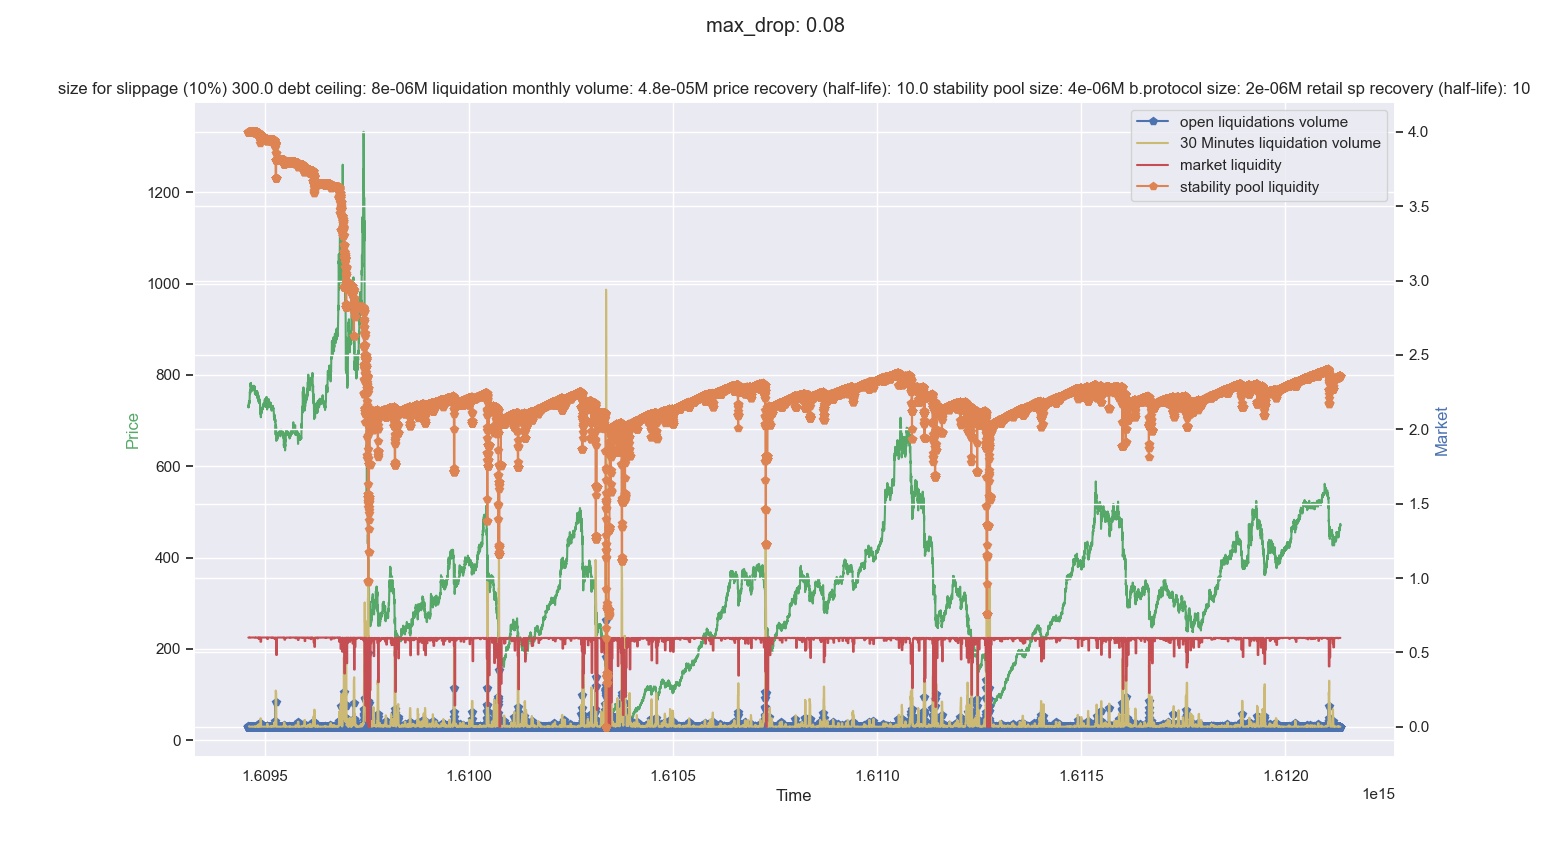 max_drop: 0.08
size for slippage (10%) 300.0 debt ceiling: 8e-06M liquidation monthly volume: 4.8e-05M price recovery (half-life): 10.0 stability pool size: 4e-06M b.protocol size: 2e-06M retail sp recovery (half-life): 10
open liquidations volume
30 Minutes liquidation volume
market liquidity
stability pool liquidity
1200
1000
800
600
400
200
0
Price
4.0
3.5
3.0
2.5
2.0
1.5
1.0
0.5
0.0
Market
1.6095
1.6100
1.6105
1.6110
1.6115
1.6120
Time
1e15